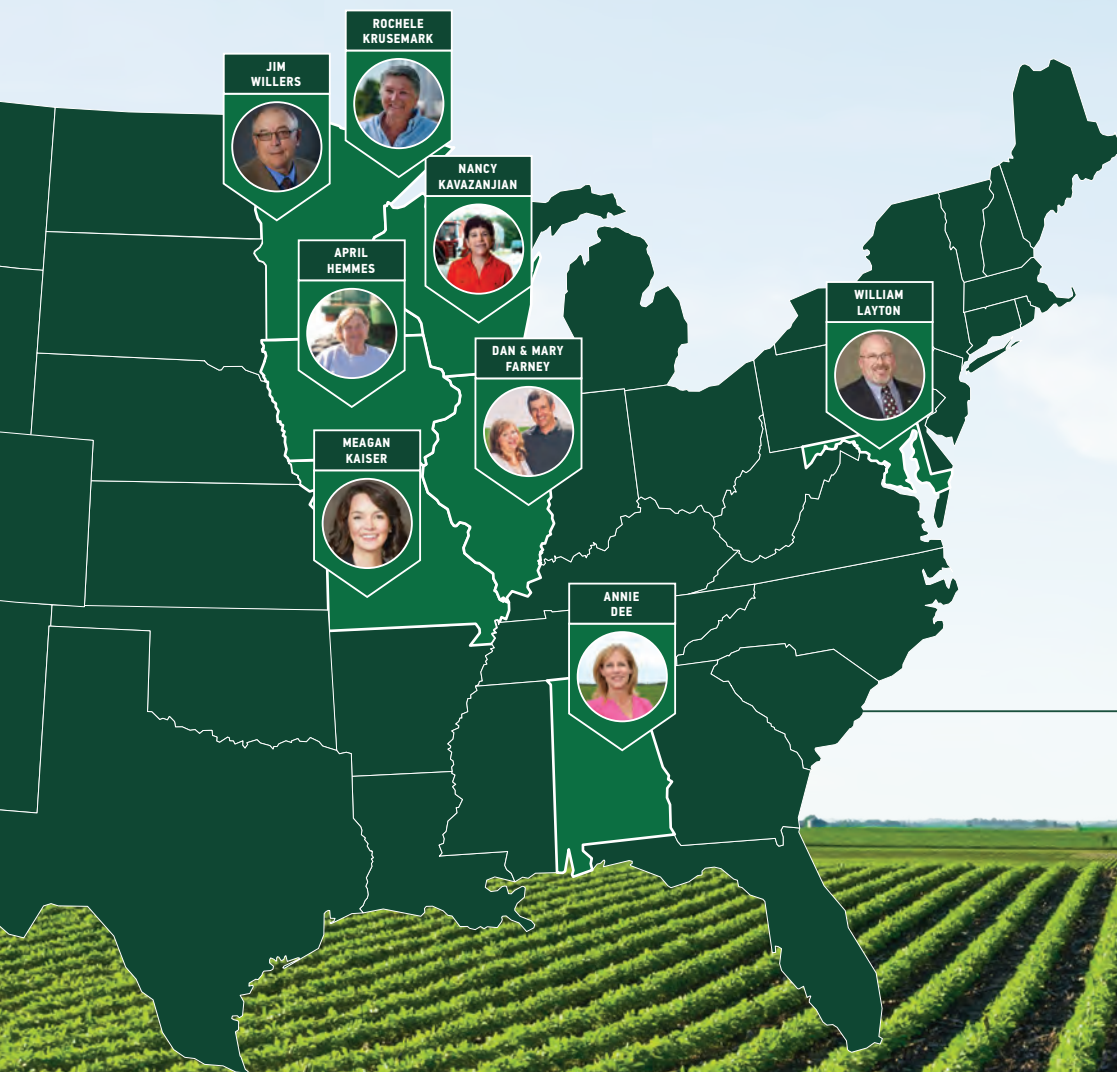 ROCHELE
KRUSEMARK
JIM
WILLERS
NANCY
KAVAZANJIAN
APRIL
HEMMES
WILLIAM
LAYTON
DAN & MARY
FARNEY
MEAGAN
KAISER
ANNIE
DEE